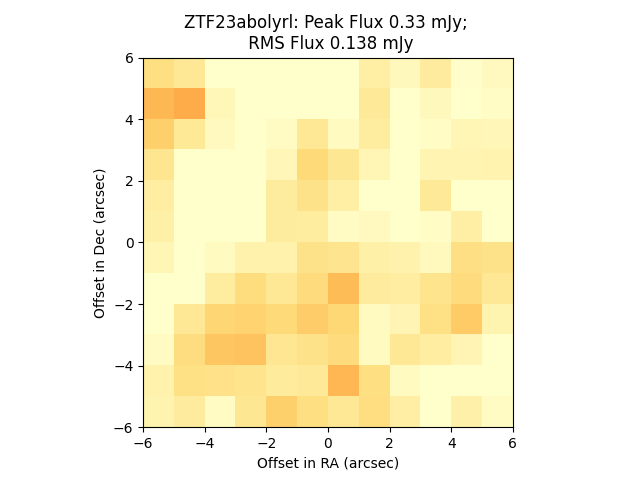 ZTF23abolyrl: Peak Flux 0.33 mJy;
RMS Flux 0.138 mJy
6
4
2
0
−2
−4
−6
Offset in Dec (arcsec)
−6 −4 −2 0 2 4 6
Offset in RA (arcsec)